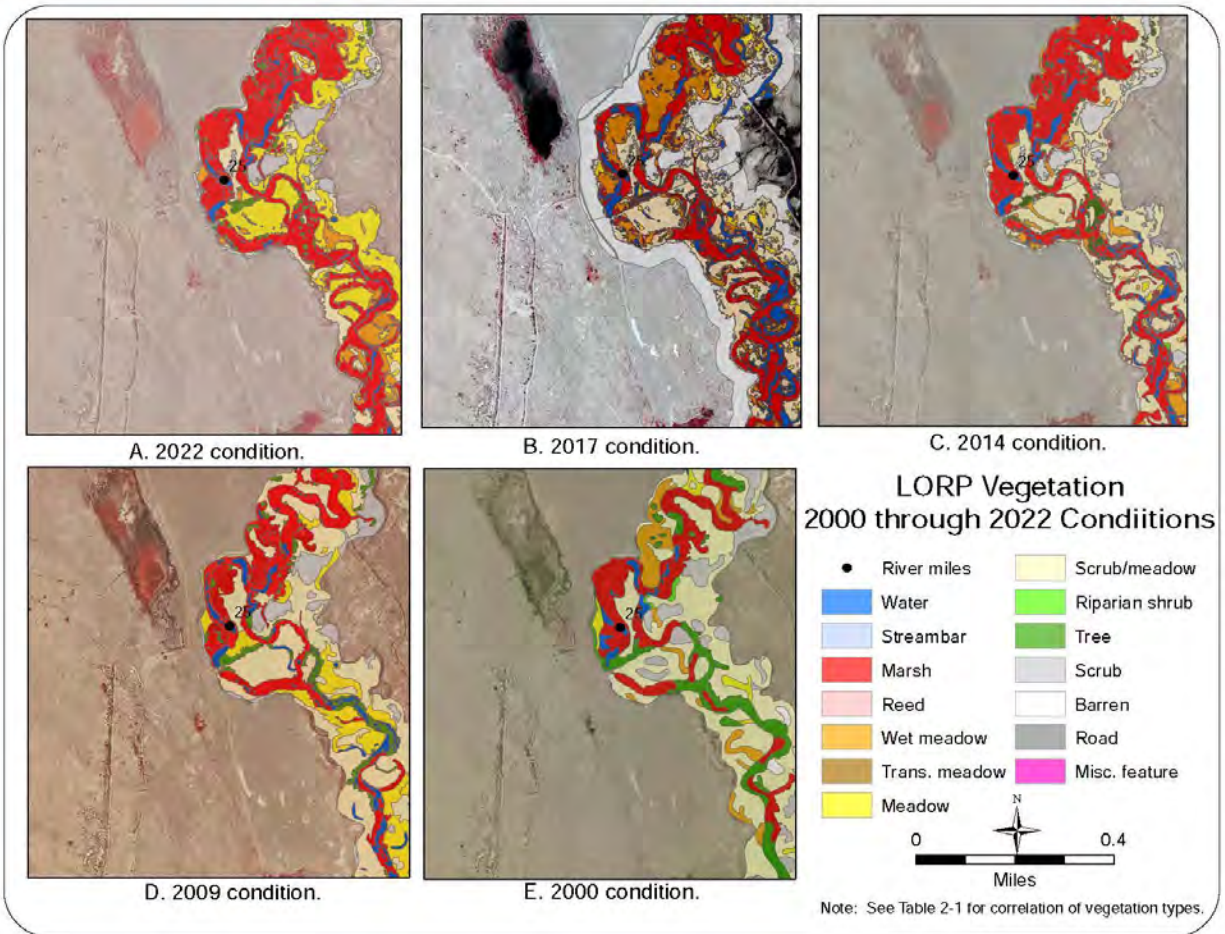 25
25
25
A. 2022 condition.
B. 2017 condition.
C. 2014 condition.
25
25
D. 2009 condition.
E. 2000 condition.
LORP Vegetation
2000 through 2022 Condiitions
River miles
Water
Streambar
Marsh
Reed
Wet meadow
Trans. meadow
Meadow
Scrub/meadow
Riparian shrub
Tree
Scrub
Barren
Road
Misc. feature
N
0 0.4
Miles
Note: See Table 2-1 for correlation of vegetation types.